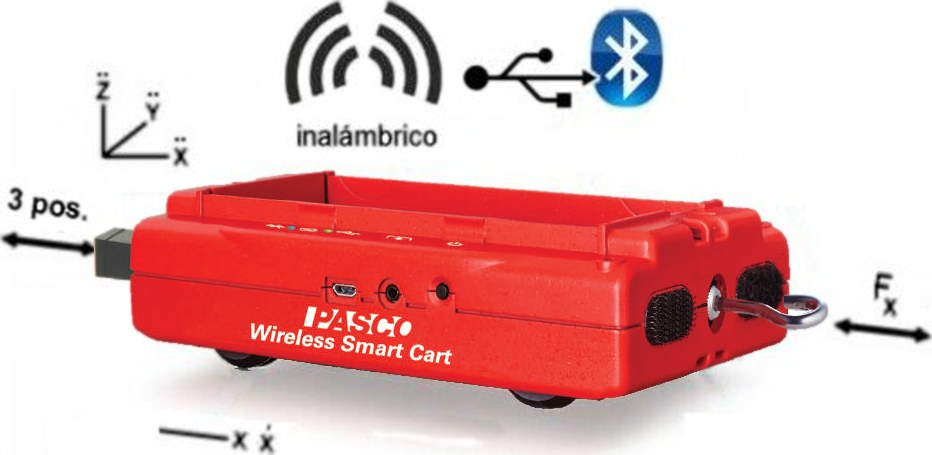 inalámbrico
Z̈
Ÿ
Ẍ
3 pos.
Fₓ
PASCO
Wireless Smart Cart
x ẋ